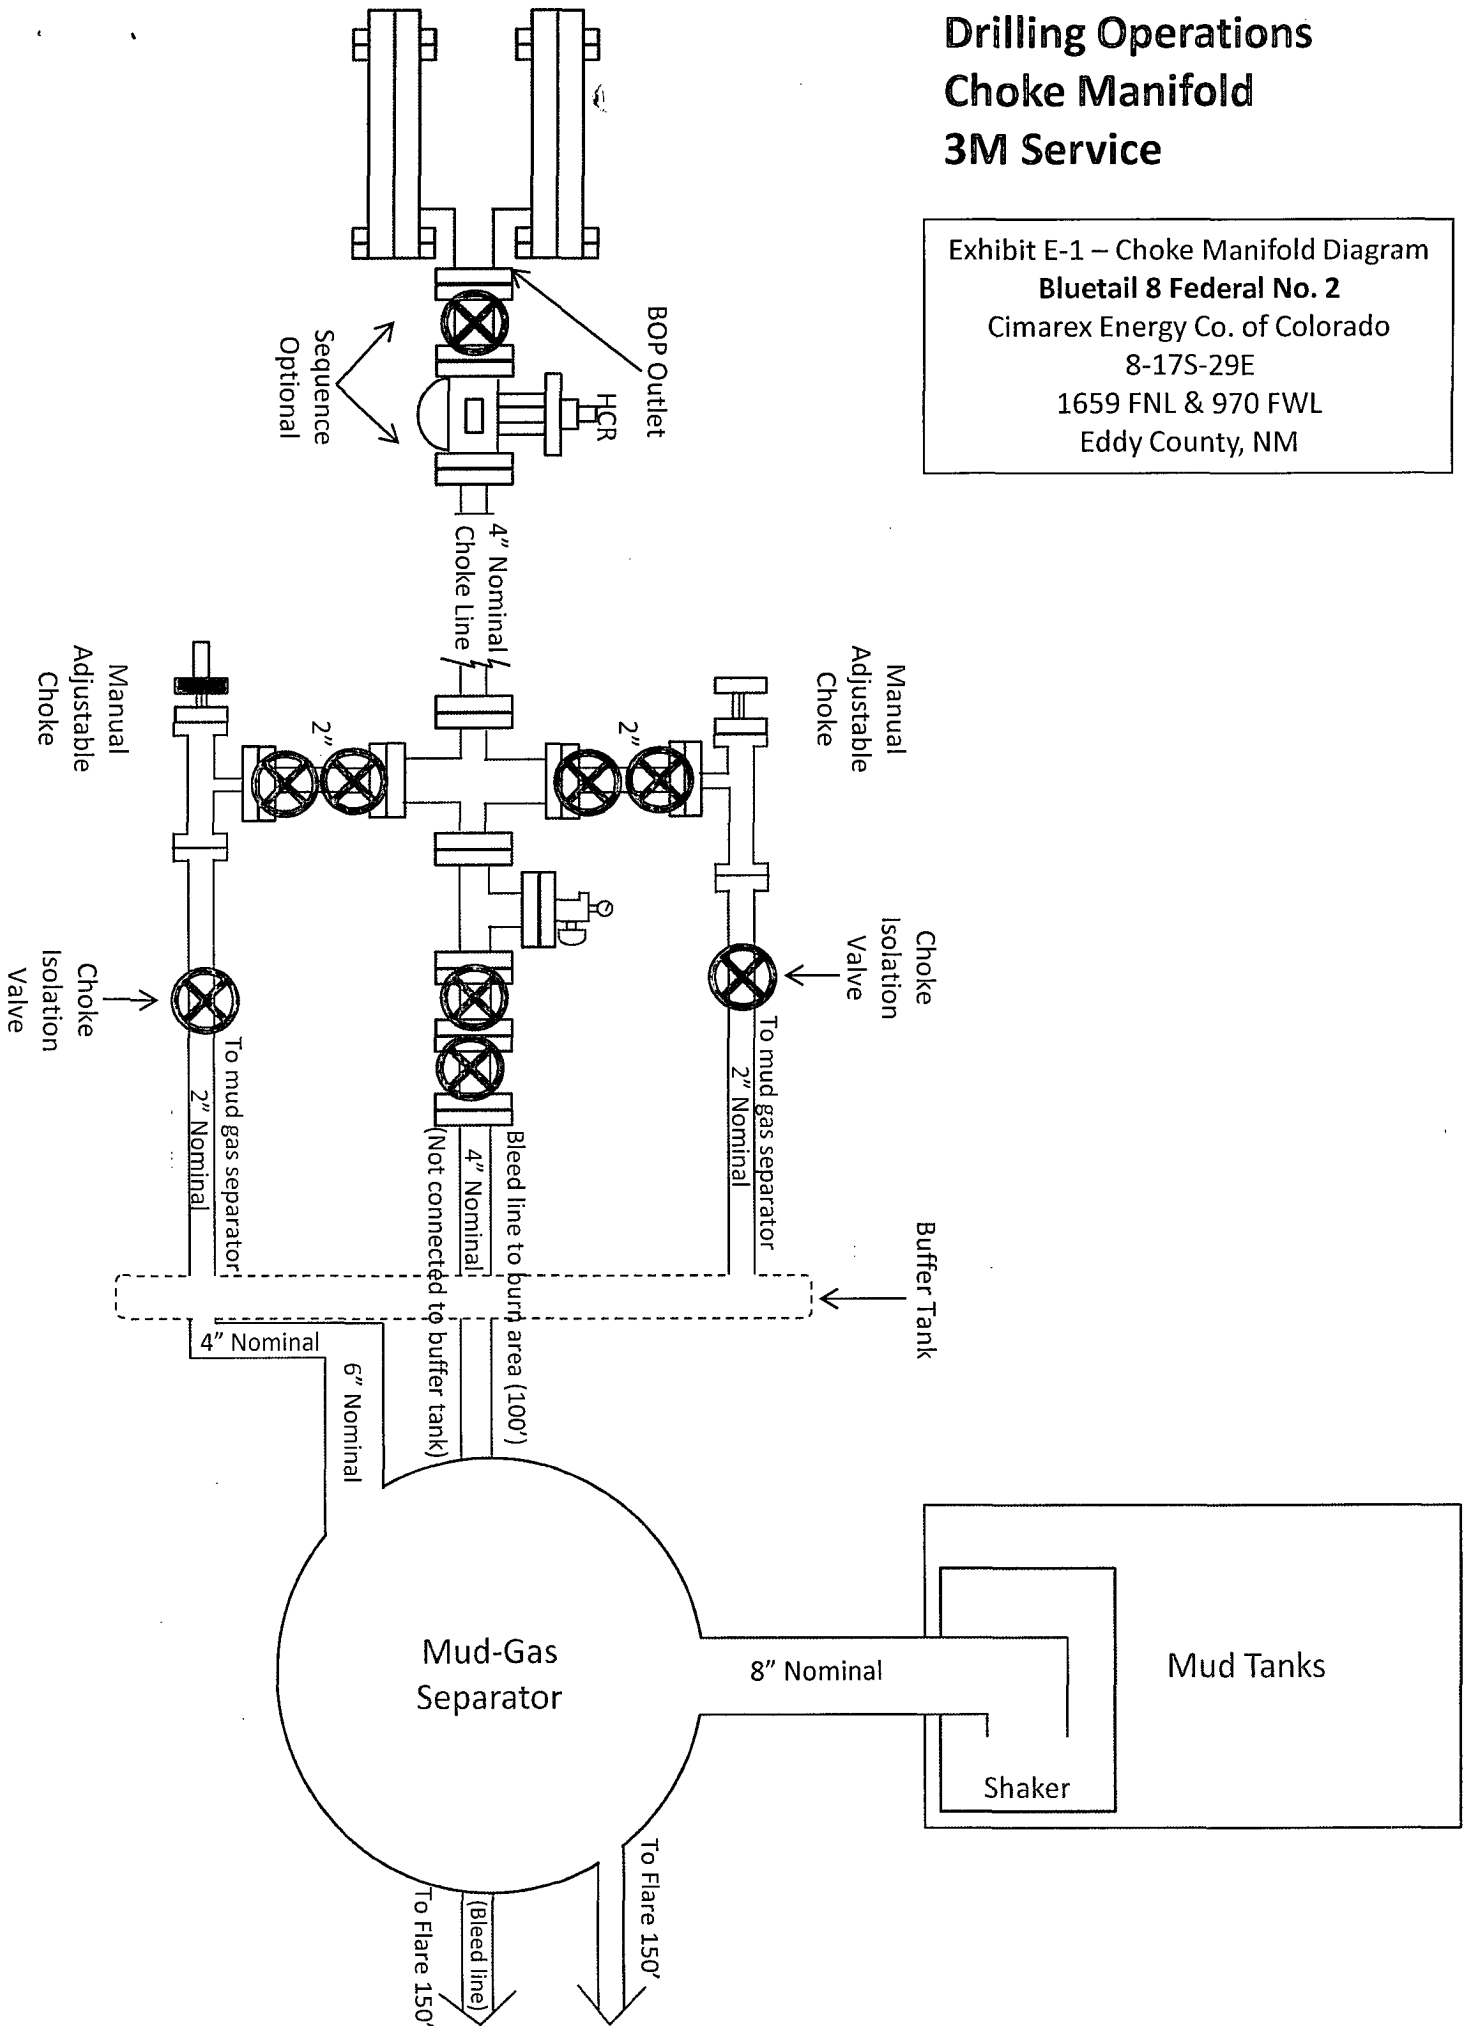 Drilling Operations
Choke Manifold
3M Service
Exhibit E-1 – Choke Manifold Diagram
Bluetail 8 Federal No. 2
Cimarex Energy Co. of Colorado
8-17S-29E
1659 FNL & 970 FWL
Eddy County, NM
BOP Outlet
HCR
Sequence
Optional
4" Nominal
Choke Line
Manual
Adjustable
Choke
Manual
Adjustable
Choke
2"
2"
Choke
Isolation
Valve
Choke
Isolation
Valve
To mud gas separator
2" Nominal
Bleed line to burn area (100')
4" Nominal
(Not connected to buffer tank)
To mud gas separator
2" Nominal
Buffer Tank
4" Nominal
6" Nominal
Mud-Gas
Separator
8" Nominal
Mud Tanks
Shaker
To Flare 150'
(Bleed line)
To Flare 150'